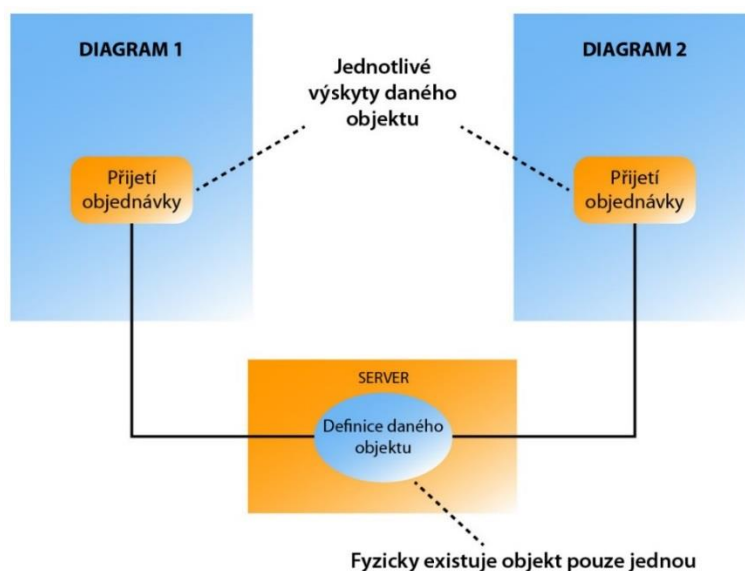 DIAGRAM 1
Jednotlivé
výskyty daného
objektu
DIAGRAM 2
Přijetí
objednávky
Přijetí
objednávky
SERVER
Definice daného
objektu
Fyzicky existuje objekt pouze jednou